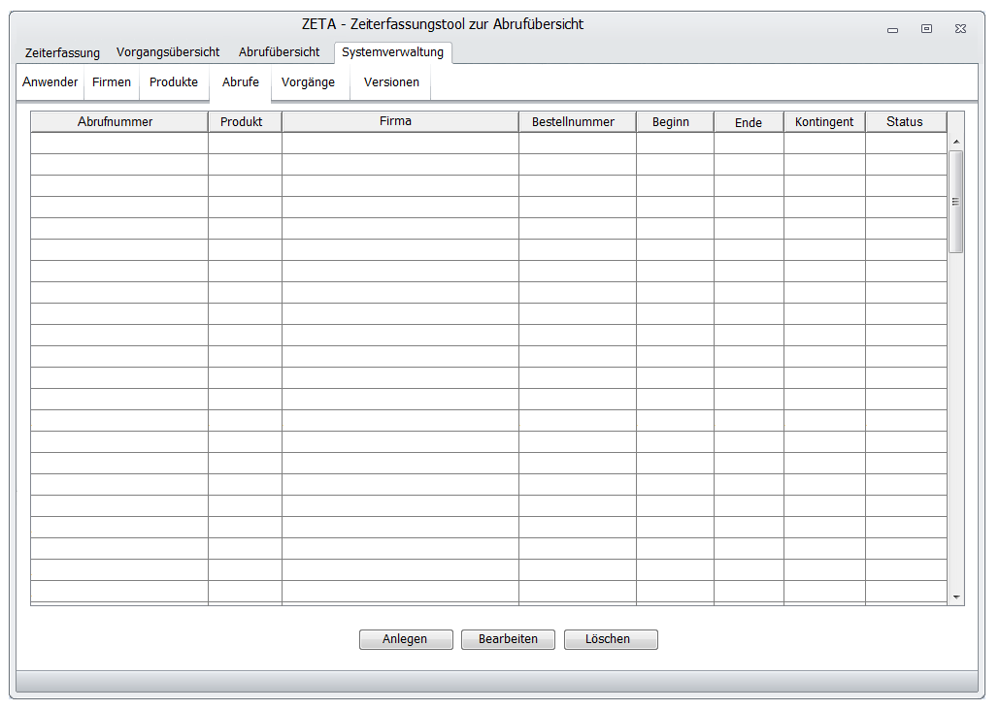 ZETA - Zeiterfassungstool zur Abrufübersicht
Zeiterfassung Vorgangsübersicht Abrufübersicht Systemverwaltung
Anwender Firmen Produkte Abrufe Vorgänge Versionen
Abrufnummer Produkt Firma Bestellnummer Beginn Ende Kontingent Status
Anlegen Bearbeiten Löschen